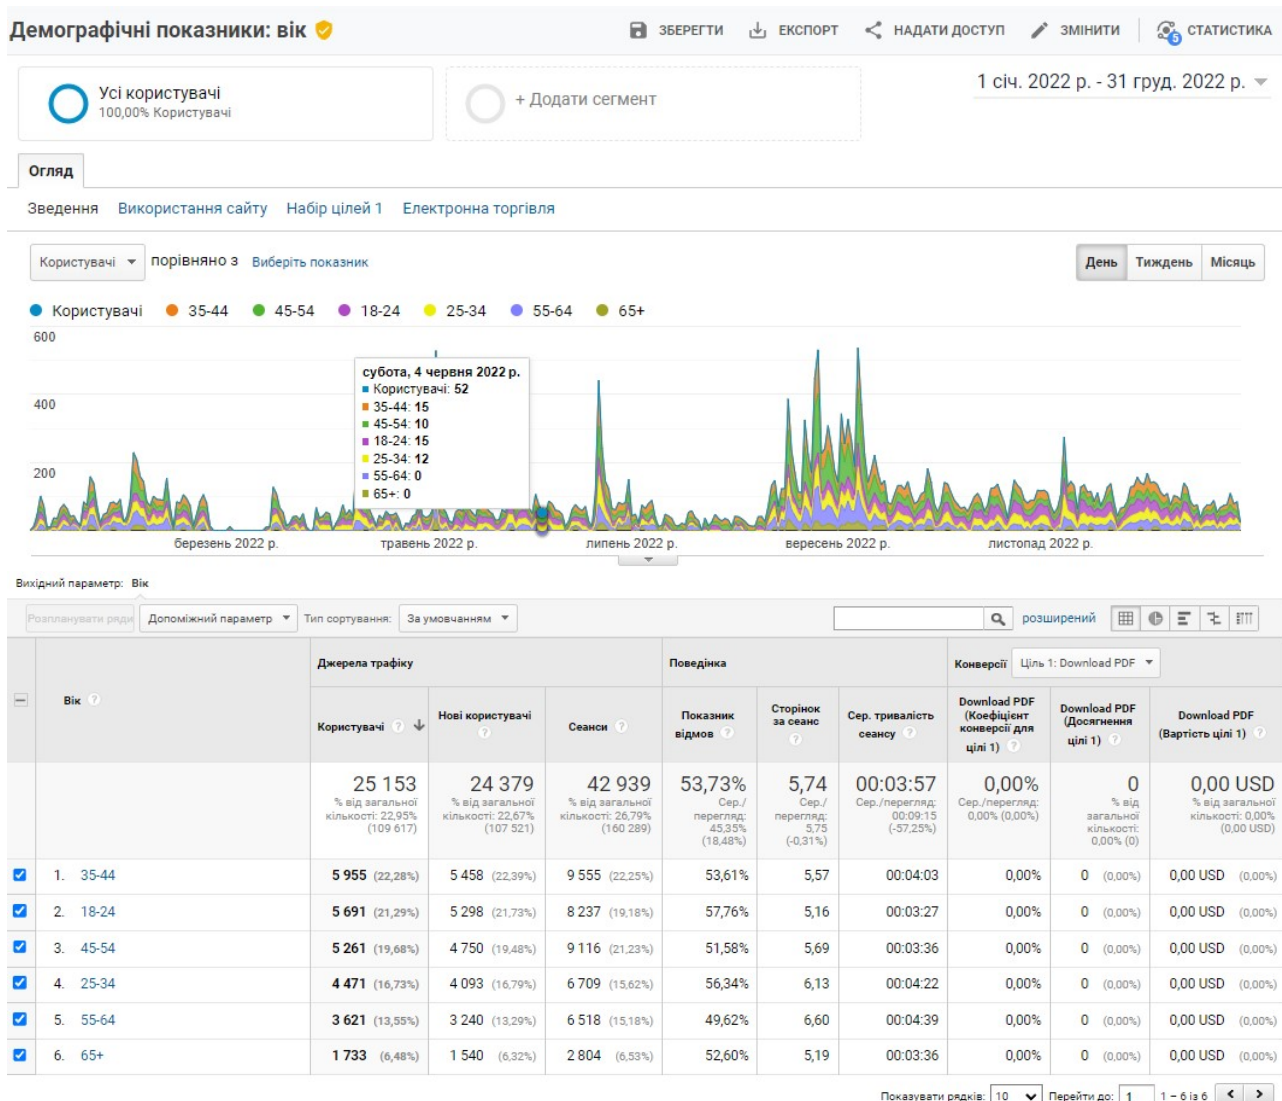 Демографічні показники: вік
ЗБЕРЕГТИ ЕКСПОРТ НАДАТИ ДОСТУП ЗМІНИТИ 5 СТАТИСТИКА
Усі користувачі
100,00% Користувачі
+ Додати сегмент
1 січ. 2022 р. - 31 груд. 2022 р.
Огляд
Зведення Використання сайту Набір цілей 1 Електронна торгівля
Користувачі порівняно з Виберіть показник
День Тиждень Місяць
Користувачі 35-44 45-54 18-24 25-34 55-64 65+
600
400
200
субота, 4 червня 2022 р.
Користувачі: 52
35-44: 15
45-54: 10
18-24: 15
25-34: 12
55-64: 0
65+: 0
березень 2022 р. травень 2022 р. липень 2022 р. вересень 2022 р. листопад 2022 р.
Вихідний параметр: Вік
Розпланувати ряди Допоміжний параметр Тип сортування: За умовчанням розширений
Вік ?
Джерела трафіку
Поведінка
Конверсії Ціль 1: Download PDF
Користувачі ?
Нові користувачі ?
Сеанси ?
Показник відмов ?
Сторінок за сеанс ?
Сер. тривалість сеансу ?
Download PDF (Коефіцієнт конверсії для цілі 1) ?
Download PDF (Досягнення цілі 1) ?
Download PDF (Вартість цілі 1) ?
25 153
% від загальної
кількості: 22,95%
(109 617)
24 379
% від загальної
кількості: 22,67%
(107 521)
42 939
% від загальної
кількості: 26,79%
(160 289)
53,73%
Сер./
перегляд:
45,35%
(18,48%)
5,74
Сер./
перегляд:
5,75
(-0,31%)
00:03:57
Сер./перегляд:
00:09:15
(-57,25%)
0,00%
Сер./перегляд:
0,00% (0,00%)
0
% від
загальної
кількості:
0,00% (0)
0,00 USD
% від загальної
кількості: 0,00%
(0,00 USD)
1. 35-44 5 955 (22,28%) 5 458 (22,39%) 9 555 (22,25%) 53,61% 5,57 00:04:03 0,00% 0 (0,00%) 0,00 USD (0,00%)
2. 18-24 5 691 (21,29%) 5 298 (21,73%) 8 237 (19,18%) 57,76% 5,16 00:03:27 0,00% 0 (0,00%) 0,00 USD (0,00%)
3. 45-54 5 261 (19,68%) 4 750 (19,48%) 9 116 (21,23%) 51,58% 5,69 00:03:36 0,00% 0 (0,00%) 0,00 USD (0,00%)
4. 25-34 4 471 (16,73%) 4 093 (16,79%) 6 709 (15,62%) 56,34% 6,13 00:04:22 0,00% 0 (0,00%) 0,00 USD (0,00%)
5. 55-64 3 621 (13,55%) 3 240 (13,29%) 6 518 (15,18%) 49,62% 6,60 00:04:39 0,00% 0 (0,00%) 0,00 USD (0,00%)
6. 65+ 1 733 (6,48%) 1 540 (6,32%) 2 804 (6,53%) 52,60% 5,19 00:03:36 0,00% 0 (0,00%) 0,00 USD (0,00%)
Показувати рядків: 10 Перейти до: 1 1 – 6 із 6